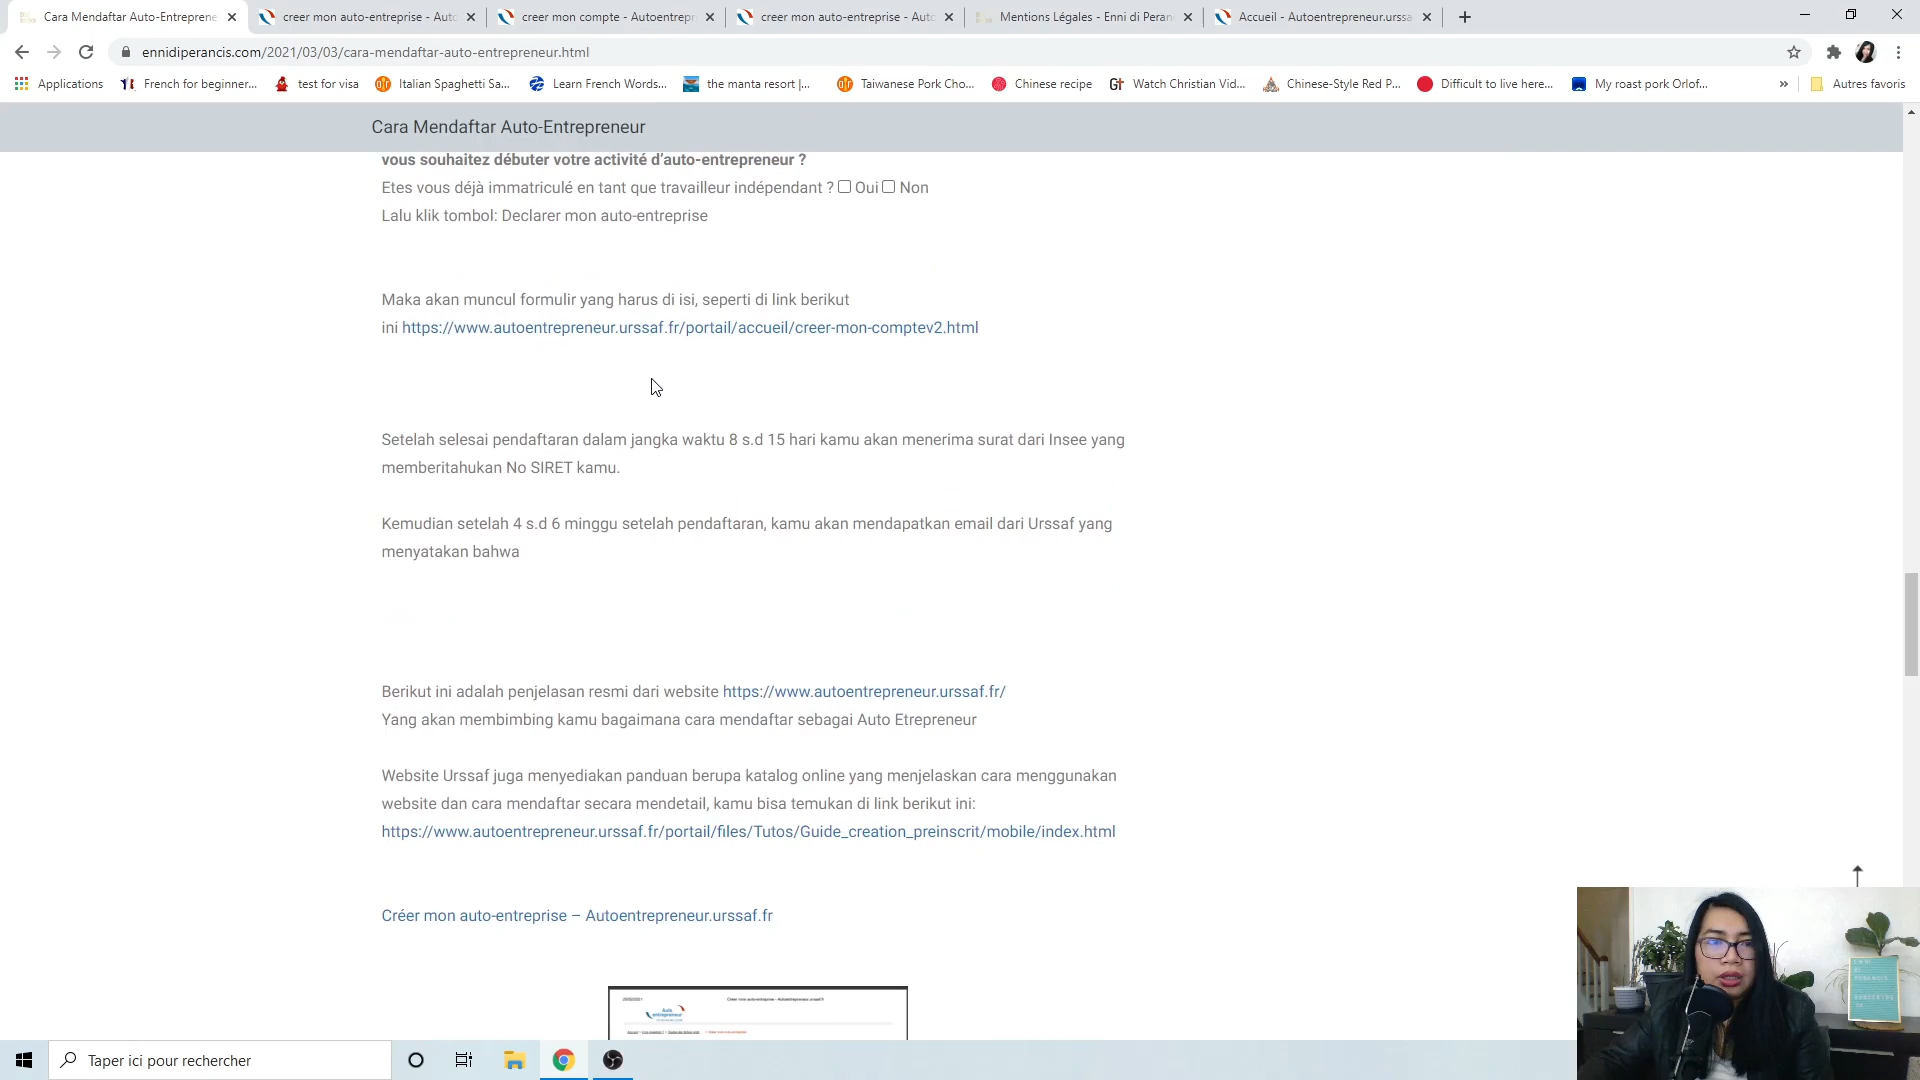 Cara Mendaftar Auto-Entreprene
creer mon auto-entreprise - Auto
creer mon compte - Autoentrepr
creer mon auto-entreprise - Auto
Mentions Légales - Enni di Peran
Accueil - Autoentrepreneur.urssa
ennidiperancis.com/2021/03/03/cara-mendaftar-auto-entrepreneur.html
Applications
French for beginner...
test for visa
Italian Spaghetti Sa...
Learn French Words...
the manta resort |...
Taiwanese Pork Cho...
Chinese recipe
Watch Christian Vid...
Chinese-Style Red P...
Difficult to live here...
My roast pork Orlof...
»
Autres favoris
Cara Mendaftar Auto-Entrepreneur
vous souhaitez débuter votre activité d'auto-entrepreneur ?
Etes vous déjà immatriculé en tant que travailleur indépendant ? Oui Non
Lalu klik tombol: Declarer mon auto-entreprise
Maka akan muncul formulir yang harus di isi, seperti di link berikut
ini https://www.autoentrepreneur.urssaf.fr/portail/accueil/creer-mon-comptev2.html
Setelah selesai pendaftaran dalam jangka waktu 8 s.d 15 hari kamu akan menerima surat dari Insee yang
memberitahukan No SIRET kamu.
Kemudian setelah 4 s.d 6 minggu setelah pendaftaran, kamu akan mendapatkan email dari Urssaf yang
menyatakan bahwa
Berikut ini adalah penjelasan resmi dari website https://www.autoentrepreneur.urssaf.fr/
Yang akan membimbing kamu bagaimana cara mendaftar sebagai Auto Etrepreneur
Website Urssaf juga menyediakan panduan berupa katalog online yang menjelaskan cara menggunakan
website dan cara mendaftar secara mendetail, kamu bisa temukan di link berikut ini:
https://www.autoentrepreneur.urssaf.fr/portail/files/Tutos/Guide_creation_preinscrit/mobile/index.html
Créer mon auto-entreprise – Autoentrepreneur.urssaf.fr
Taper ici pour rechercher